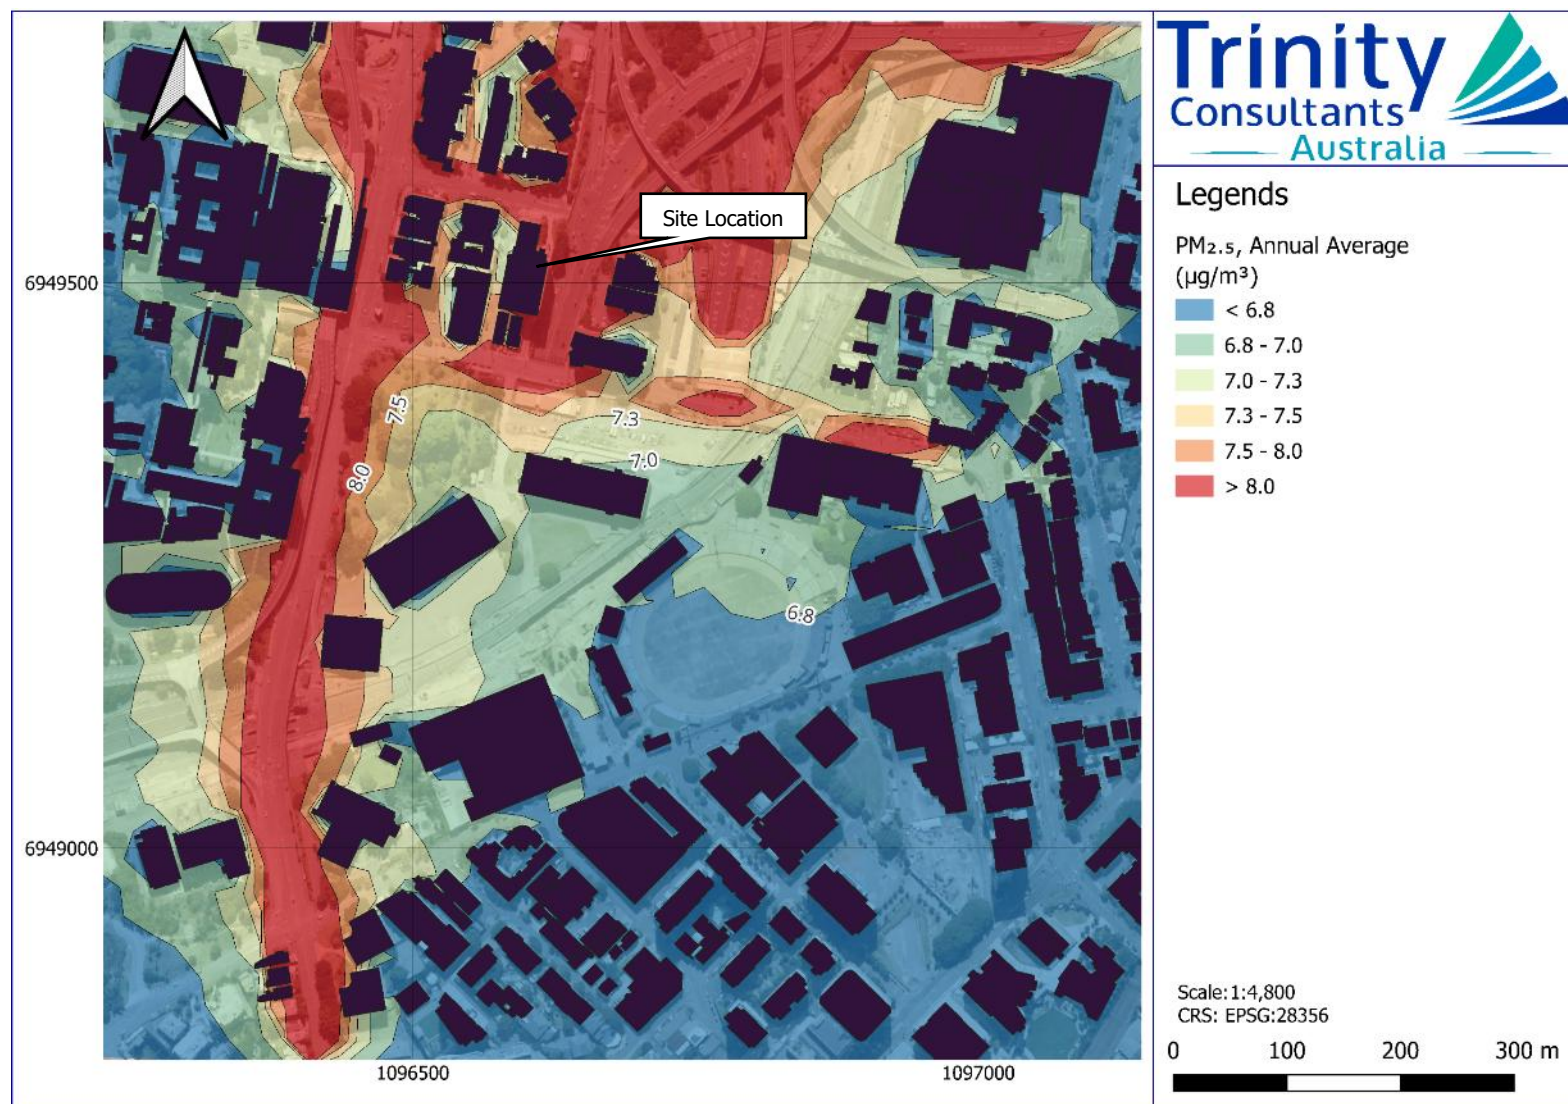 Trinity
Consultants
Australia
Legends
PM₂.₅, Annual Average
(µg/m³)
< 6.8
6.8 - 7.0
7.0 - 7.3
7.3 - 7.5
7.5 - 8.0
> 8.0
Site Location
6949500
7.5
7.3
7.0
8.0
6.8
6949000
1096500
1097000
Scale:1:4,800
CRS: EPSG:28356
0 100 200 300 m